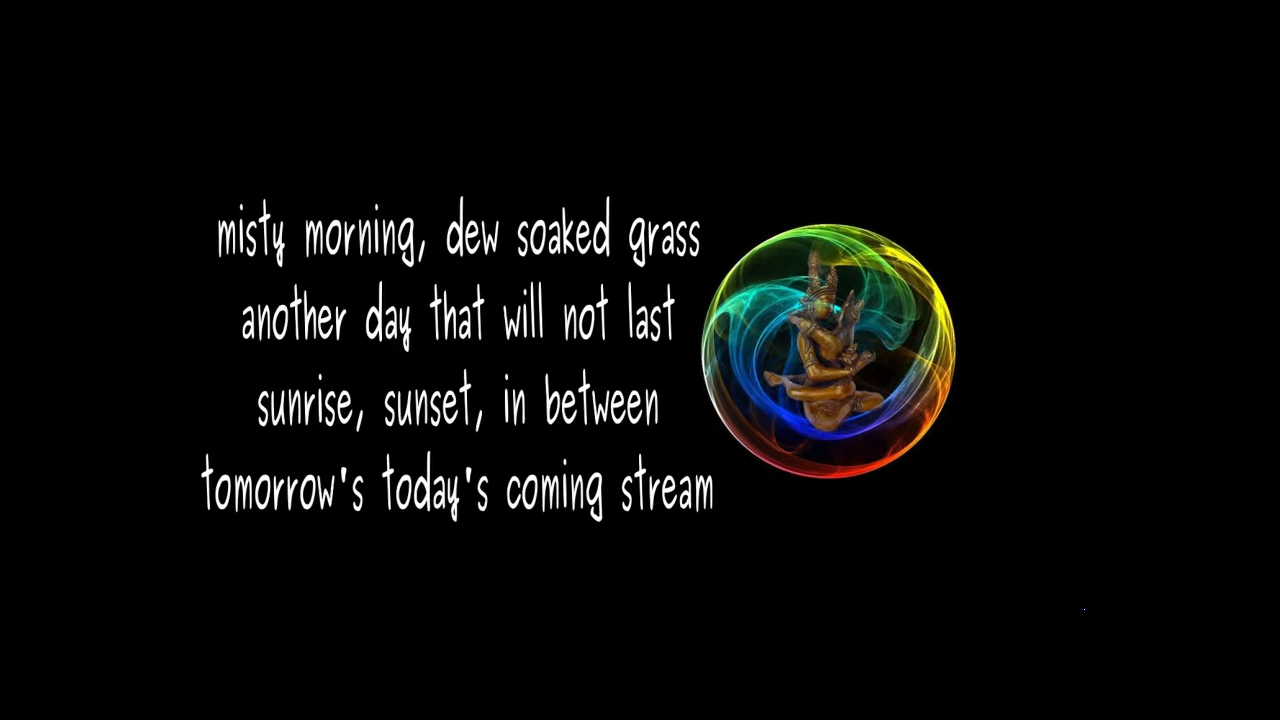 misty morning, dew soaked grass
another day that will not last
sunrise, sunset, in between
tomorrow's today's coming stream